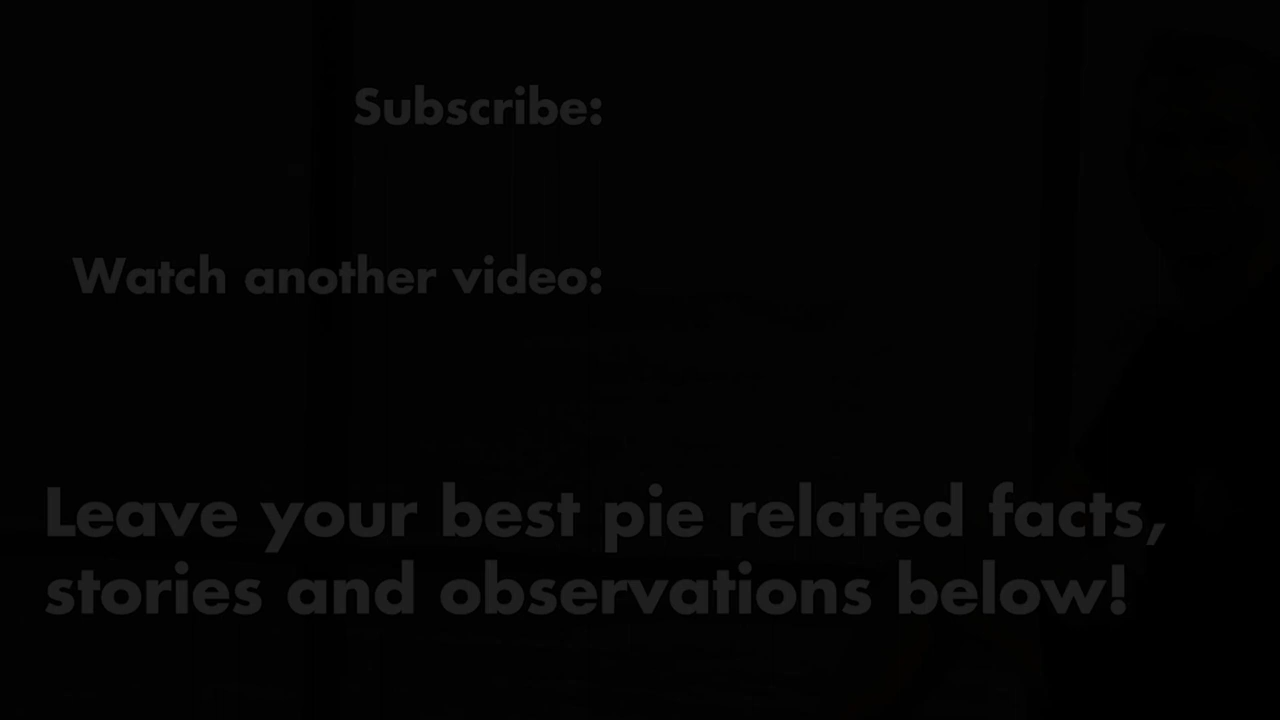 Subscribe:
Watch another video:
Leave your best pie related facts,
stories and observations below!